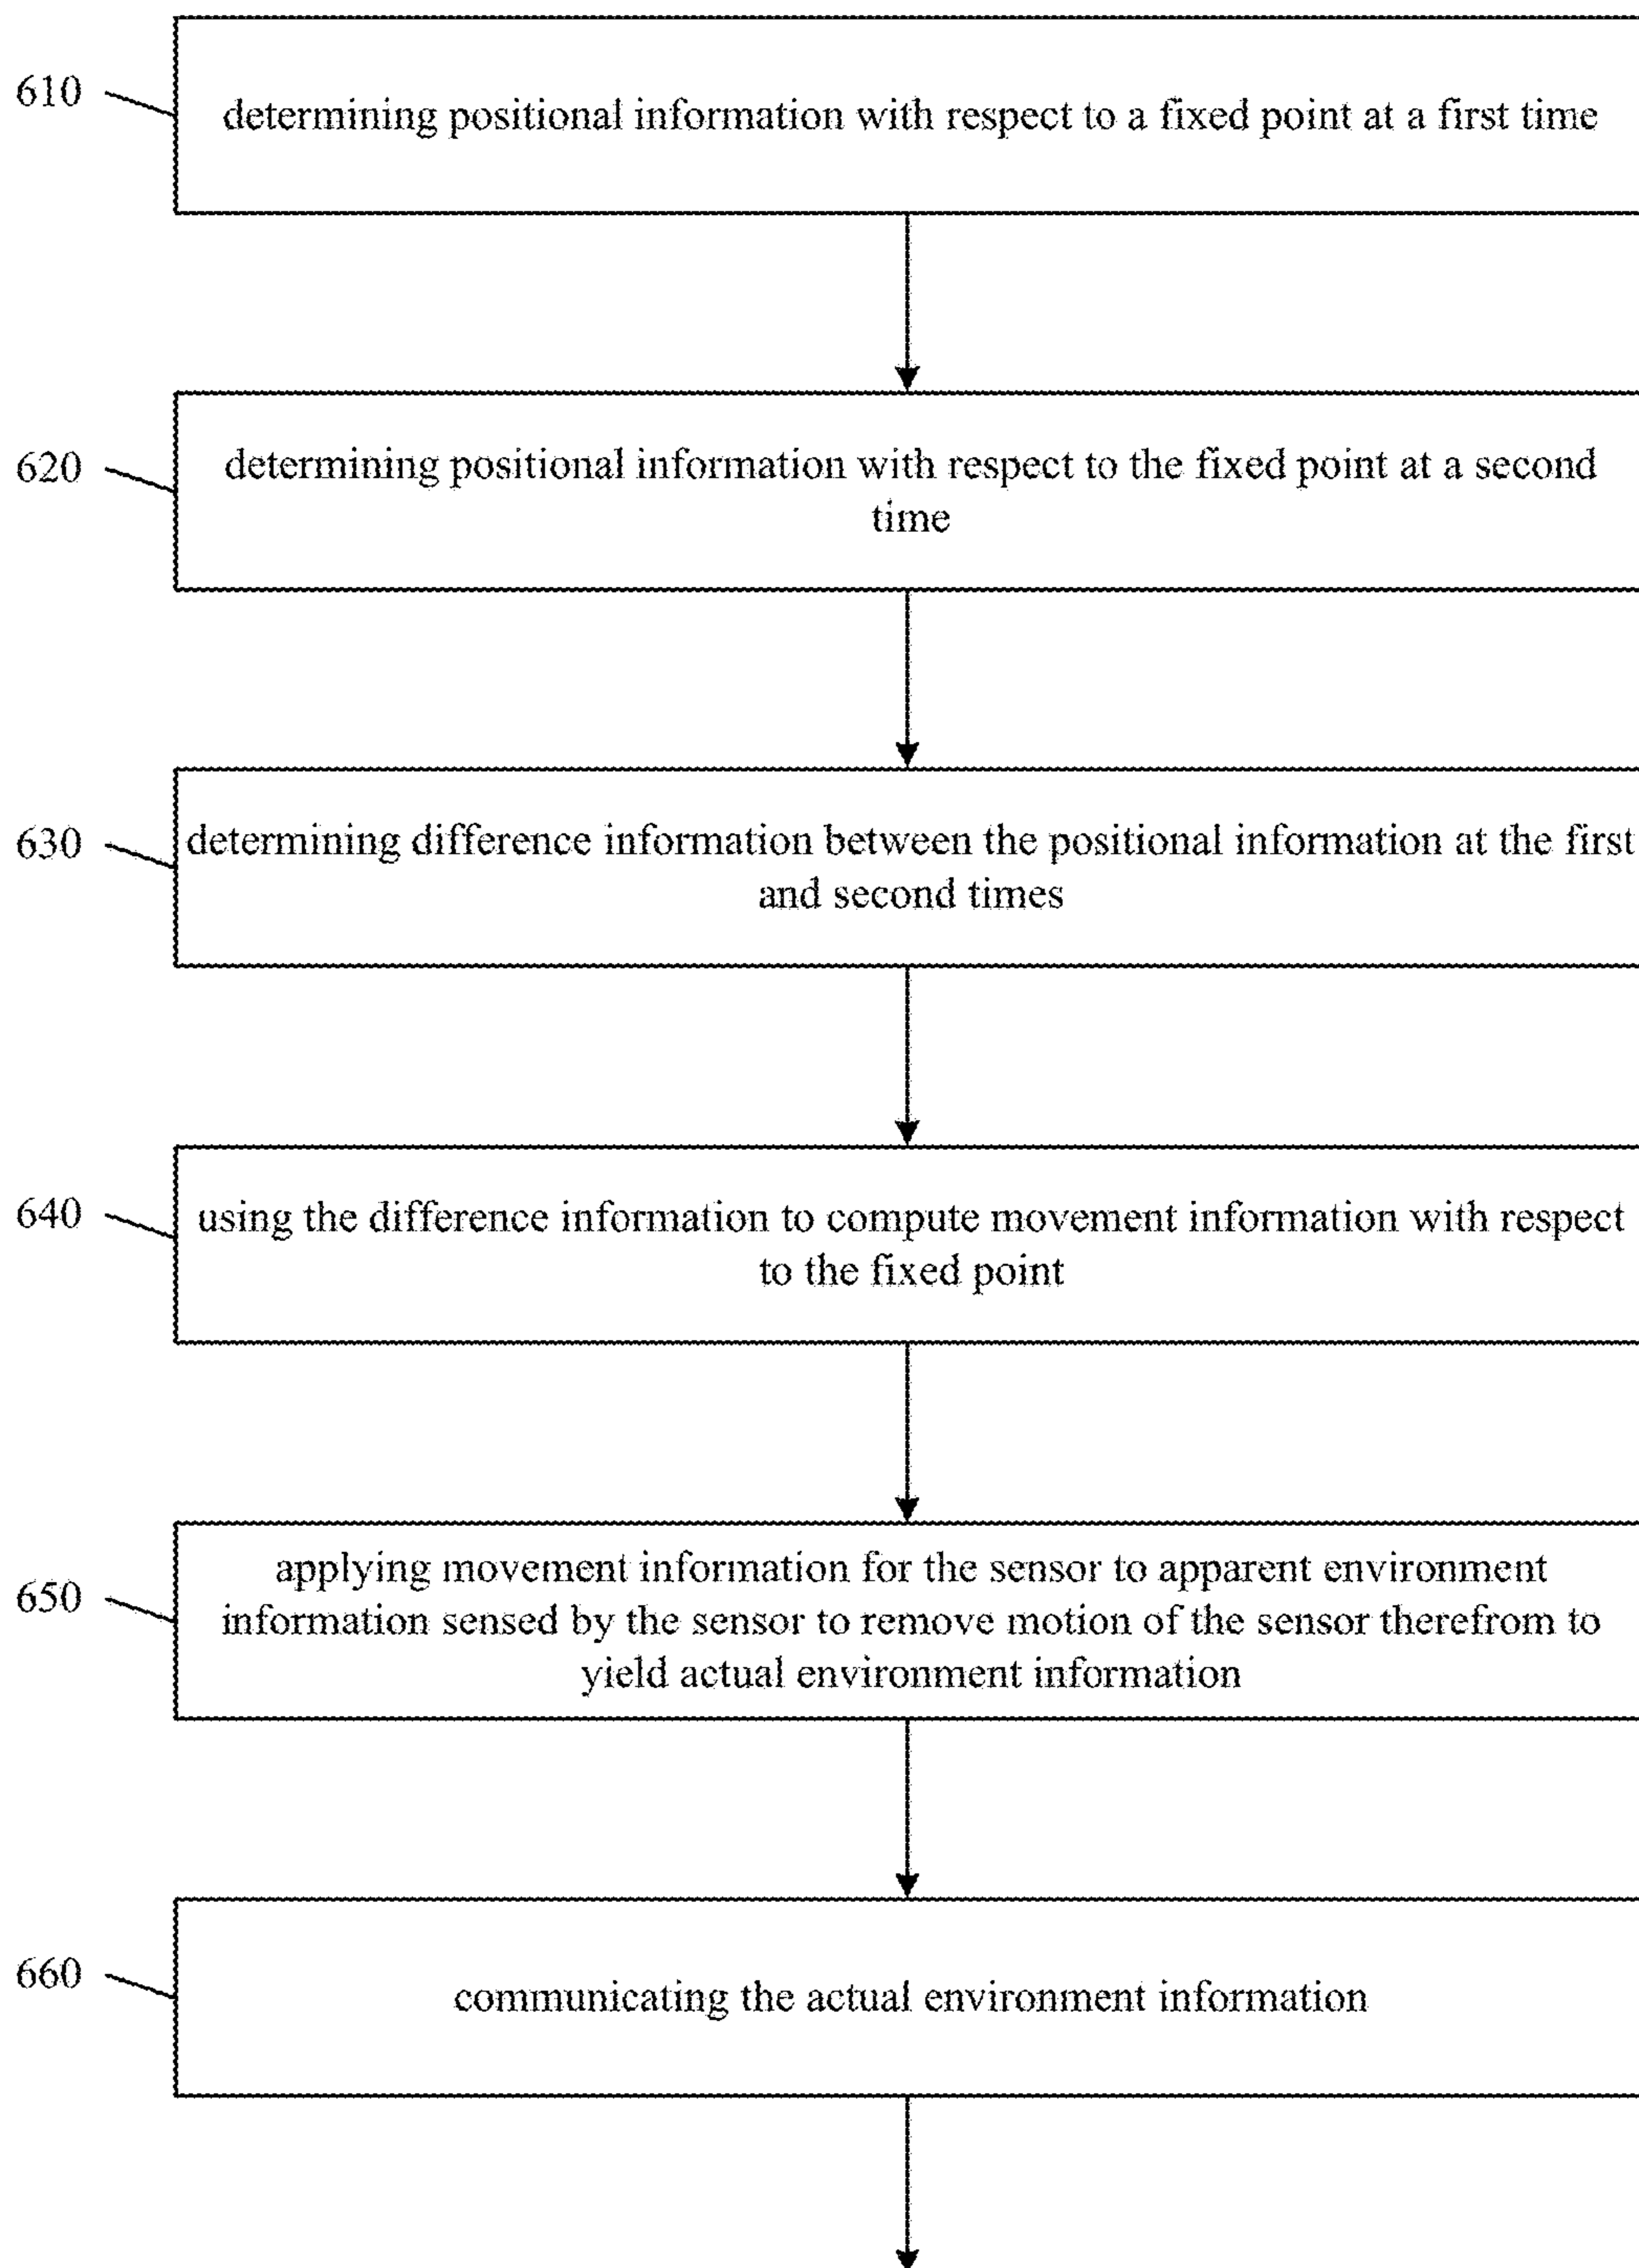 610
determining positional information with respect to a fixed point at a first time
620
determining positional information with respect to the fixed point at a second
time
630
determining difference information between the positional information at the first
and second times
640
using the difference information to compute movement information with respect
to the fixed point
650
applying movement information for the sensor to apparent environment
information sensed by the sensor to remove motion of the sensor therefrom to
yield actual environment information
660
communicating the actual environment information